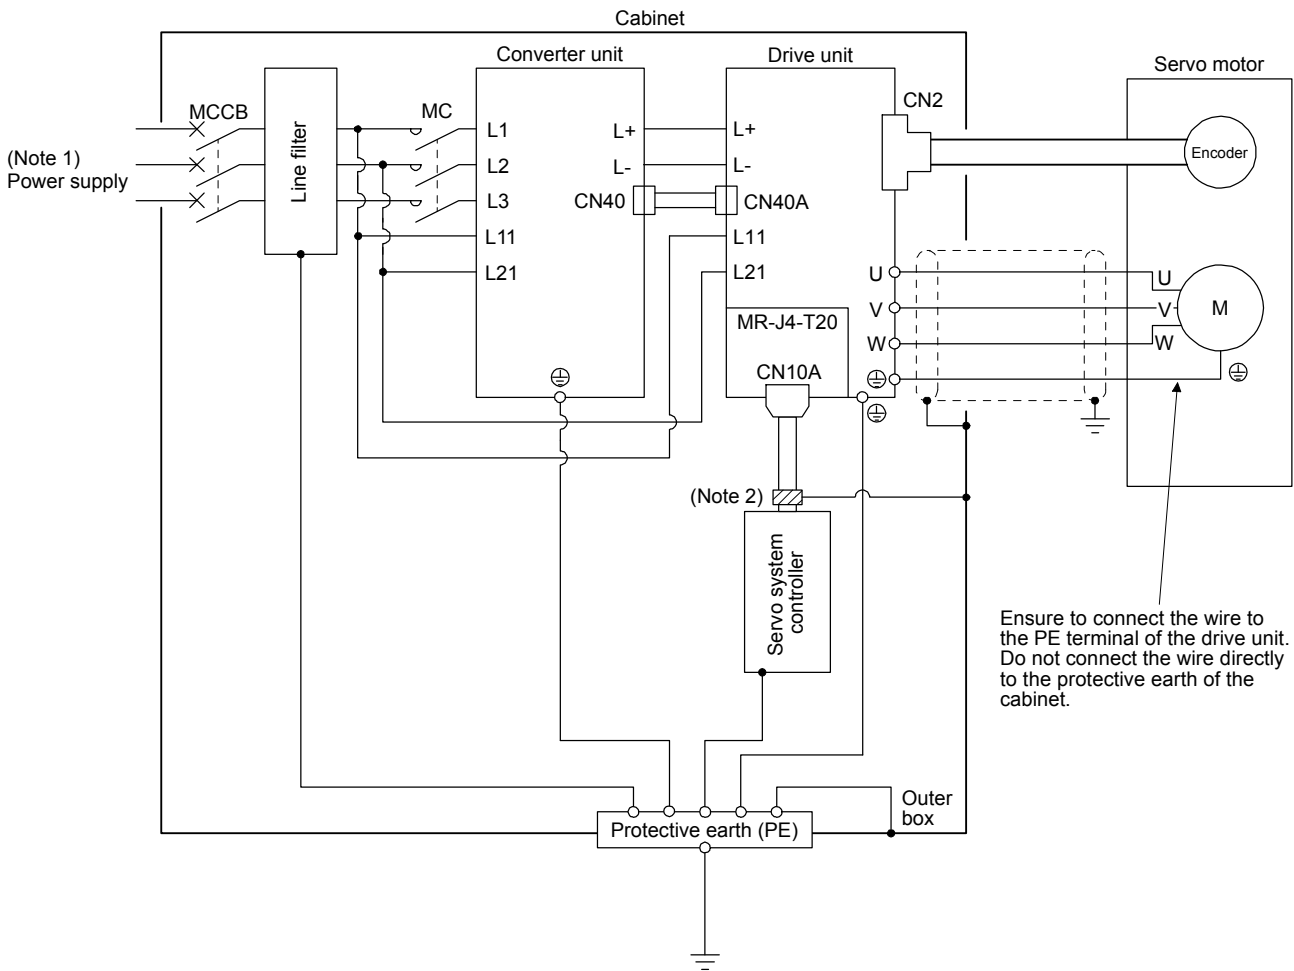 Cabinet
Converter unit
Drive unit
Servo motor
MCCB
MC
CN2
(Note 1)
Power supply
Line filter
L1
L2
L3
L11
L21
L+
L-
CN40
L+
L-
CN40A
L11
L21
Encoder
U
V
W
U
V
W
M
MR-J4-T20
CN10A
(Note 2)
Servo system
controller
Ensure to connect the wire to
the PE terminal of the drive unit.
Do not connect the wire directly
to the protective earth of the
cabinet.
Outer
box
Protective earth (PE)